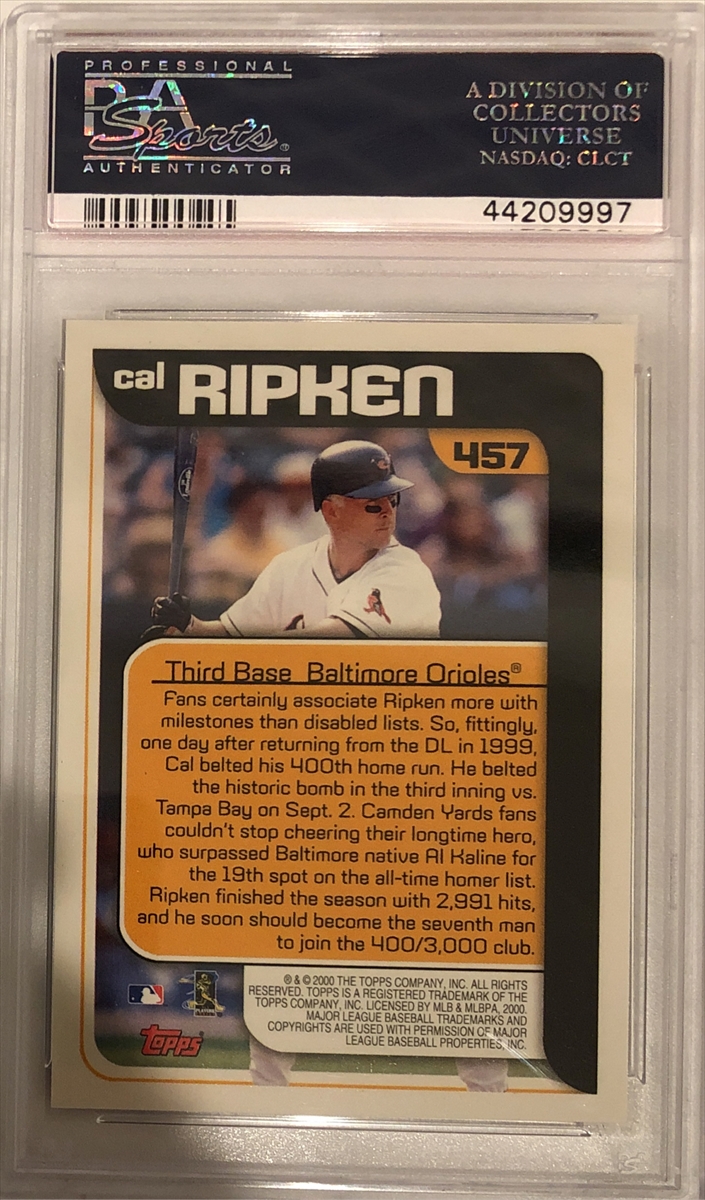 PROFESSIONAL
PSA
Sports®
AUTHENTICATOR
A DIVISION OF
COLLECTORS
UNIVERSE
NASDAQ: CLCT
44209997
cal RIPKEN
457
Third Base Baltimore Orioles®
Fans certainly associate Ripken more with
milestones than disabled lists. So, fittingly,
one day after returning from the DL in 1999,
Cal belted his 400th home run. He belted
the historic bomb in the third inning vs.
Tampa Bay on Sept. 2. Camden Yards fans
couldn't stop cheering their longtime hero,
who surpassed Baltimore native Al Kaline for
the 19th spot on the all-time homer list.
Ripken finished the season with 2,991 hits,
and he soon should become the seventh man
to join the 400/3,000 club.
® & © 2000 THE TOPPS COMPANY, INC. ALL RIGHTS
RESERVED. TOPPS IS A REGISTERED TRADEMARK OF THE
TOPPS COMPANY, INC. LICENSED BY MLB & MLBPA, 2000.
MAJOR LEAGUE BASEBALL TRADEMARKS AND
COPYRIGHTS ARE USED WITH PERMISSION OF MAJOR
LEAGUE BASEBALL PROPERTIES, INC.
topps®